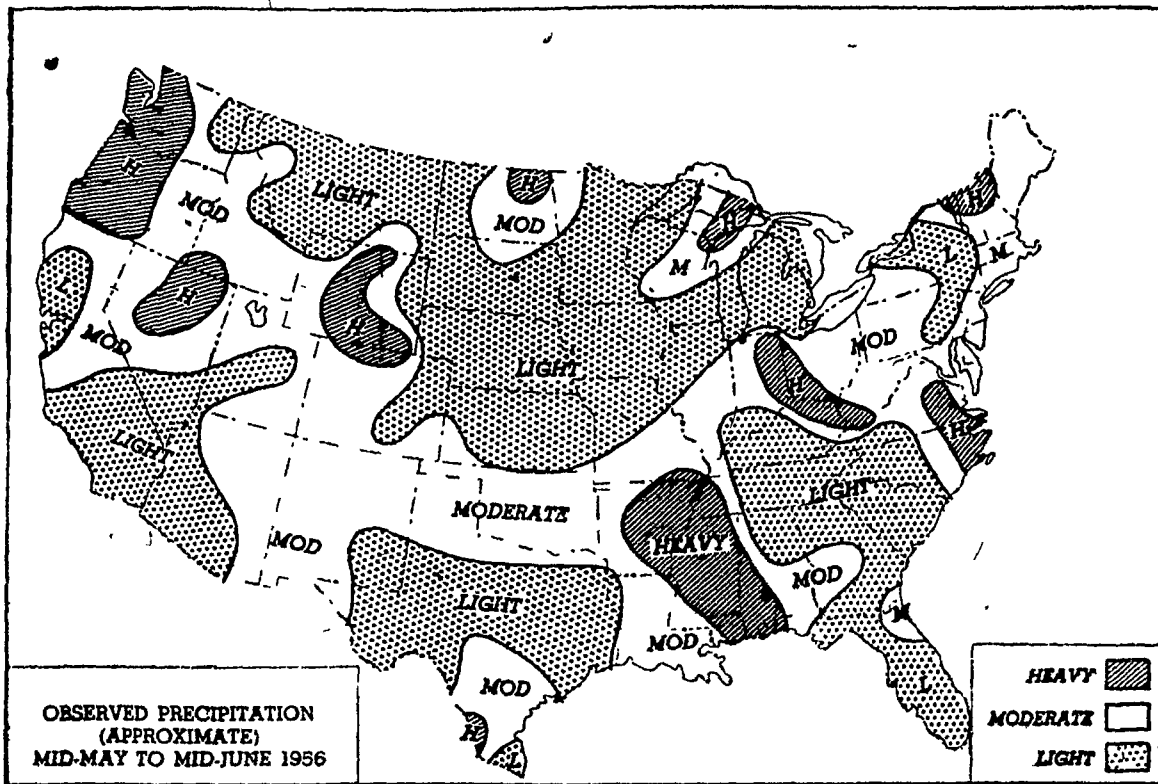 H
MOD
LIGHT
H
MOD
H
M
H
L
M
L
H
H
MOD
LIGHT
H
MOD
H
LIGHT
LIGHT
MODERATE
MOD
HEAVY
MOD
LIGHT
M
MOD
MOD
L
H
L
OBSERVED PRECIPITATION
(APPROXIMATE)
MID-MAY TO MID-JUNE 1956
HEAVY
MODERATE
LIGHT